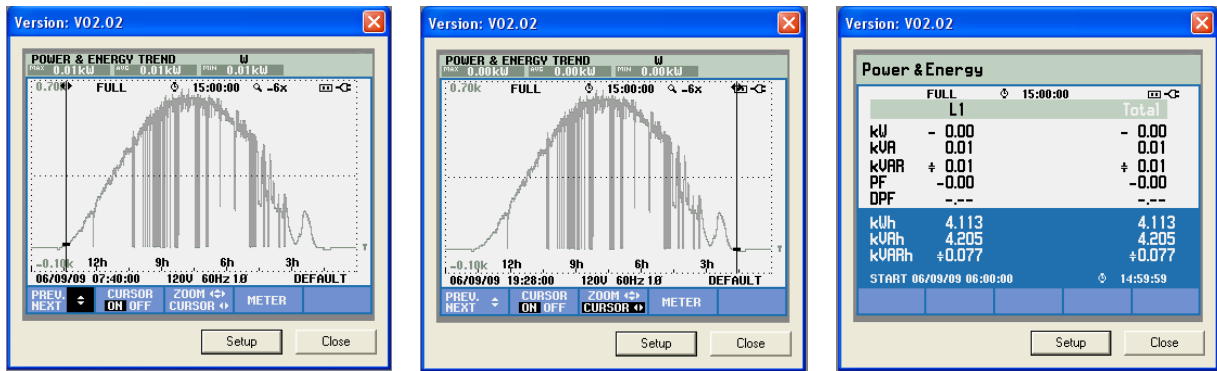 Version: V02.02
POWER & ENERGY TREND W
MAX 0.01kW AVG 0.01kW MIN 0.01kW
0.70k FULL 15:00:00 -6x
-0.10k 12h 9h 6h 3h T
06/09/09 07:40:00 120V 60Hz 1Ø DEFAULT
PREV. NEXT CURSOR ON OFF ZOOM CURSOR METER
Setup Close
Version: V02.02
POWER & ENERGY TREND W
MAX 0.00kW AVG 0.00kW MIN 0.00kW
0.70k FULL 15:00:00 -6x
-0.10k 12h 9h 6h 3h T
06/09/09 19:28:00 120V 60Hz 1Ø DEFAULT
PREV. NEXT CURSOR ON OFF ZOOM CURSOR METER
Setup Close
Version: V02.02
Power & Energy
FULL 15:00:00
L1 Total
kW - 0.00 - 0.00
kVA 0.01 0.01
kVAR ÷ 0.01 ÷ 0.01
PF -0.00 -0.00
DPF -.-- -.--
kWh 4.113 4.113
kVAh 4.205 4.205
kVARh ÷0.077 ÷0.077
START 06/09/09 06:00:00 14:59:59
Setup Close